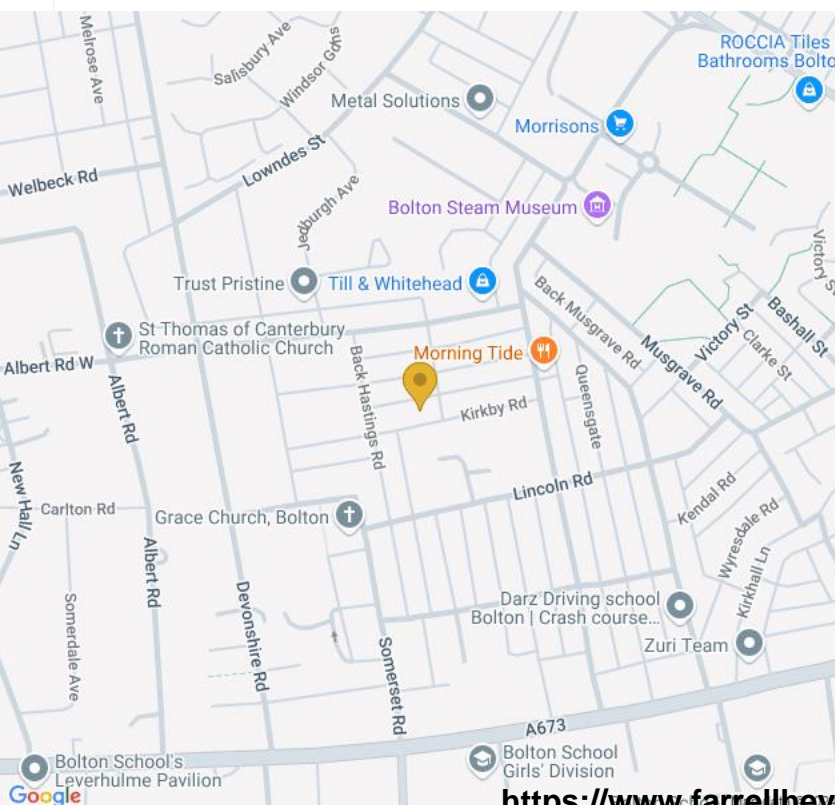 Melrose Ave
Salisbury Ave
Windsor Gdns
ROCCIA Tiles
Bathrooms Bolto
Metal Solutions
Morrisons
Lowndes St
Welbeck Rd
Jedburgh Ave
Bolton Steam Museum
Victory S
Trust Pristine
Till & Whitehead
Back Musgrave Rd
Bashall St
Victory St
St Thomas of Canterbury
Roman Catholic Church
Clarke St
Musgrave Rd
Morning Tide
Albert Rd W
Back Hastings Rd
Queensgate
Albert Rd
Kirkby Rd
New Hall Ln
Lincoln Rd
Kendal Rd
Carlton Rd
Grace Church, Bolton
Wyresdale Rd
Albert Rd
Kirkhall Ln
Devonshire Rd
Somerdale Ave
Darz Driving school
Bolton | Crash course...
Somerset Rd
Zuri Team
A673
Bolton School
Girls' Division
Bolton School's
Leverhulme Pavilion
Google
https://www.farrellhey